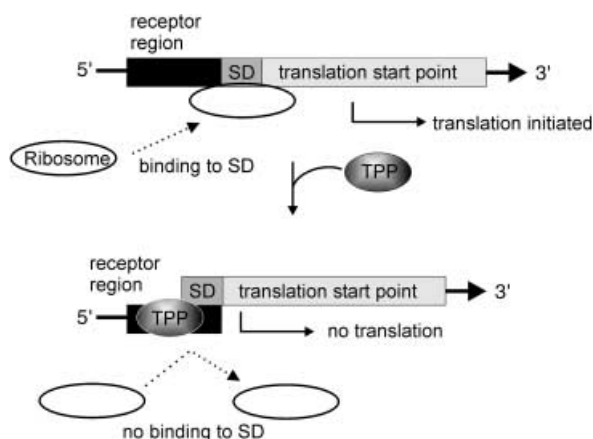 receptor
region
5' SD translation start point 3'
translation initiated
Ribosome
binding to SD
TPP
receptor
region
SD translation start point 3'
5' TPP
no translation
no binding to SD